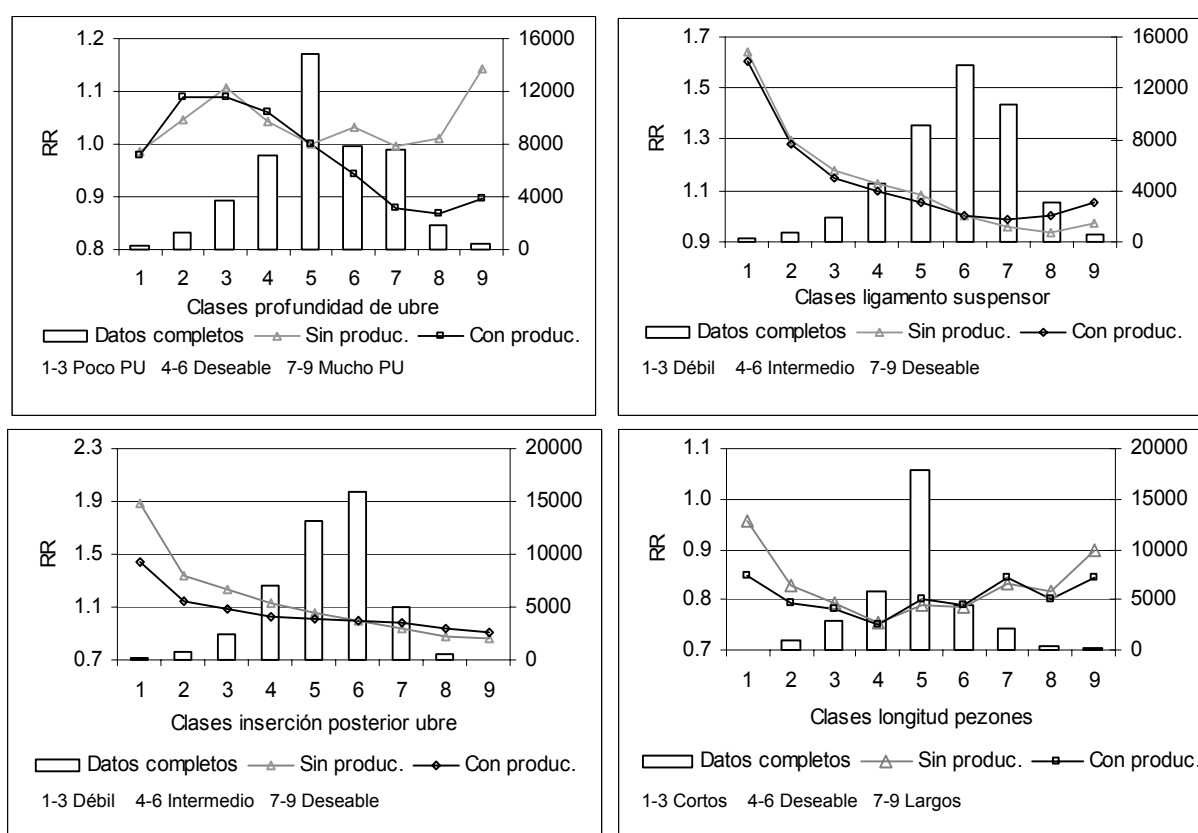 1.2 16000
1.1 12000
1.0 8000
0.9 4000
0.8 0
RR
1 2 3 4 5 6 7 8 9
Clases profundidad de ubre
Datos completos Sin produc. Con produc.
1-3 Poco PU 4-6 Deseable 7-9 Mucho PU
1.7 16000
1.5 12000
1.3 8000
1.1 4000
0.9 0
RR
1 2 3 4 5 6 7 8 9
Clases ligamento suspensor
Datos completos Sin produc. Con produc.
1-3 Débil 4-6 Intermedio 7-9 Deseable
2.3 20000
1.9 15000
1.5 10000
1.1 5000
0.7 0
RR
1 2 3 4 5 6 7 8 9
Clases inserción posterior ubre
Datos completos Sin produc. Con produc.
1-3 Débil 4-6 Intermedio 7-9 Deseable
1.1 20000
1.0 15000
0.9 10000
0.8 5000
0.7 0
RR
1 2 3 4 5 6 7 8 9
Clases longitud pezones
Datos completos Sin produc. Con produc.
1-3 Cortos 4-6 Deseable 7-9 Largos